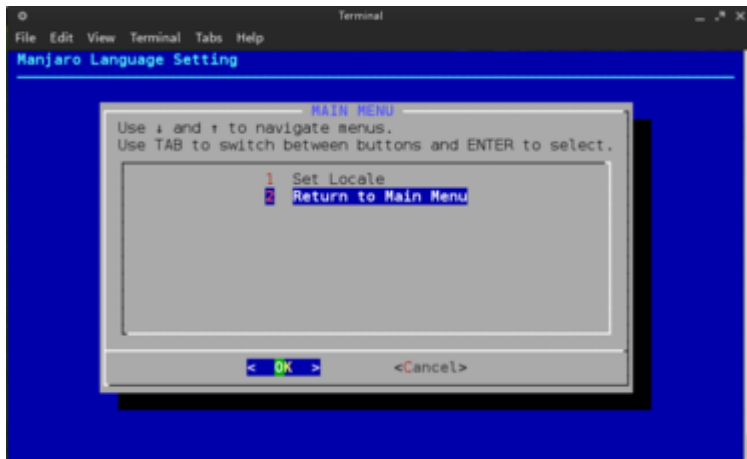 Terminal
File Edit View Terminal Tabs Help
Manjaro Language Setting
MAIN MENU
Use ↓ and ↑ to navigate menus.
Use TAB to switch between buttons and ENTER to select.
1 Set Locale
2 Return to Main Menu
< OK > <Cancel>